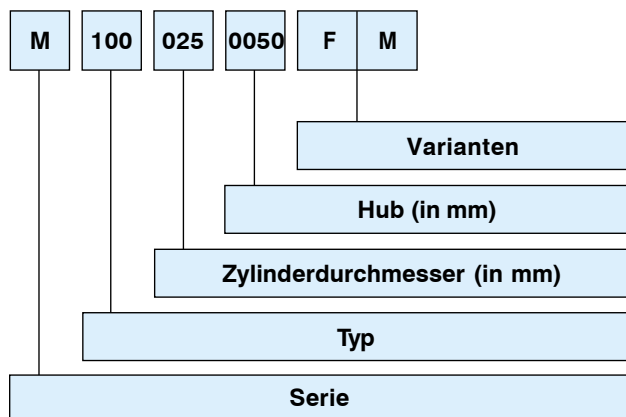 M 100 025 0050 F M
Varianten
Hub (in mm)
Zylinderdurchmesser (in mm)
Typ
Serie